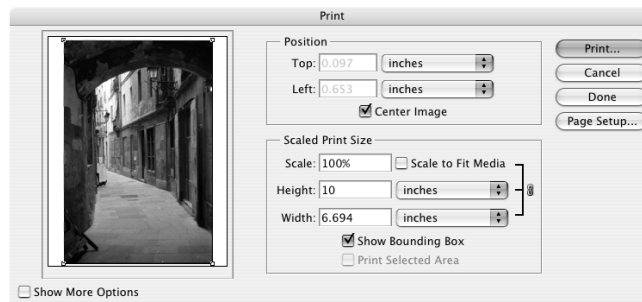 Print
Position
Top: 0.097 inches
Left: 0.653 inches
Center Image
Scaled Print Size
Scale: 100% Scale to Fit Media
Height: 10 inches
Width: 6.694 inches
Show Bounding Box
Print Selected Area
Print...
Cancel
Done
Page Setup...
Show More Options